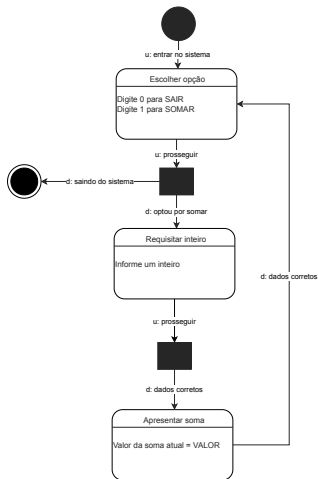 u: entrar no sistema
Escolher opção
Digite 0 para SAIR
Digite 1 para SOMAR
u: prosseguir
d: saindo do sistema
d: optou por somar
Requisitar inteiro
Informe um inteiro
d: dados corretos
u: prosseguir
d: dados corretos
Apresentar soma
Valor da soma atual = VALOR